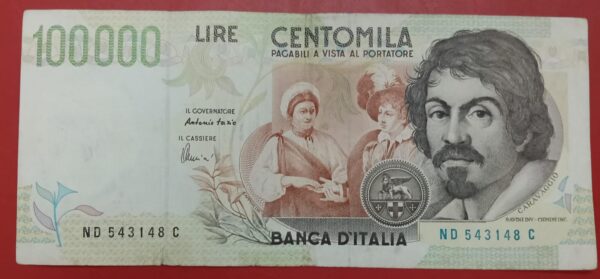 100000 LIRE CENTOMILA
PAGABILI A VISTA AL PORTATORE
IL GOVERNATORE
Antonio Fazio
IL CASSIERE
CARAVAGGIO
ND 543148 C
BANCA D'ITALIA
ND 543148 C